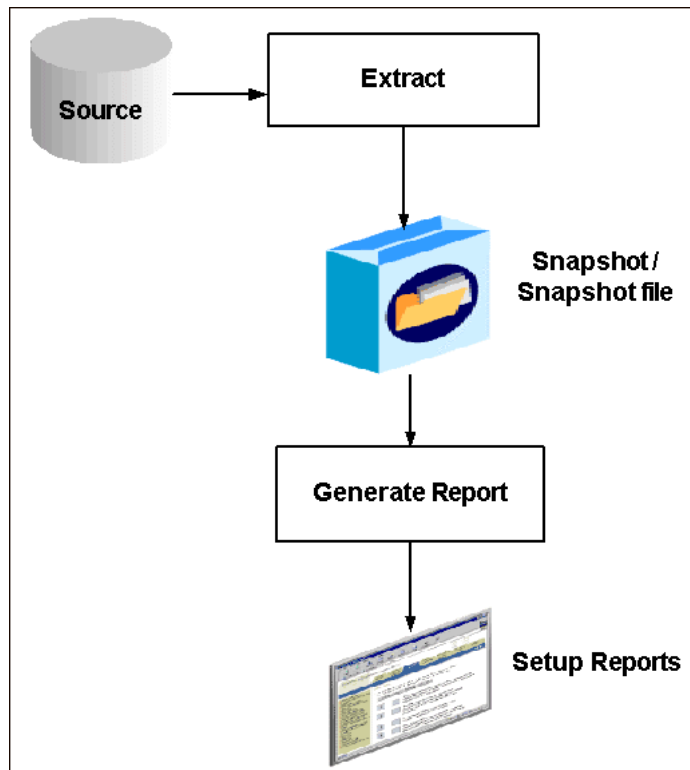 Source
Extract
Snapshot /
Snapshot file
Generate Report
Setup Reports